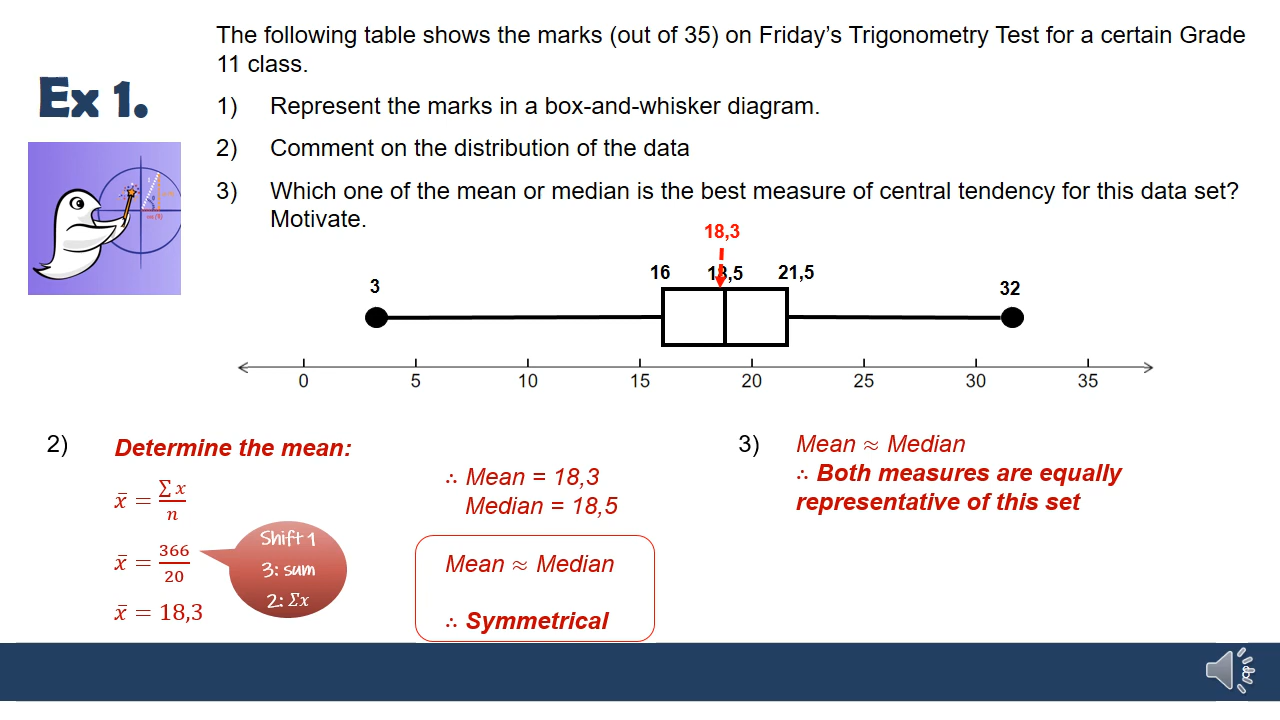 The following table shows the marks (out of 35) on Friday's Trigonometry Test for a certain Grade
11 class.
Ex 1.
1) Represent the marks in a box-and-whisker diagram.
2) Comment on the distribution of the data
3) Which one of the mean or median is the best measure of central tendency for this data set?
Motivate.
18,3
3 16 18,5 21,5 32
0 5 10 15 20 25 30 35
2) Determine the mean:
x̄ = ∑ x / n
x̄ = 366 / 20
x̄ = 18,3
Shift 1
3: sum
2: Σx
∴ Mean = 18,3
Median = 18,5
Mean ≈ Median
∴ Symmetrical
3) Mean ≈ Median
∴ Both measures are equally
representative of this set